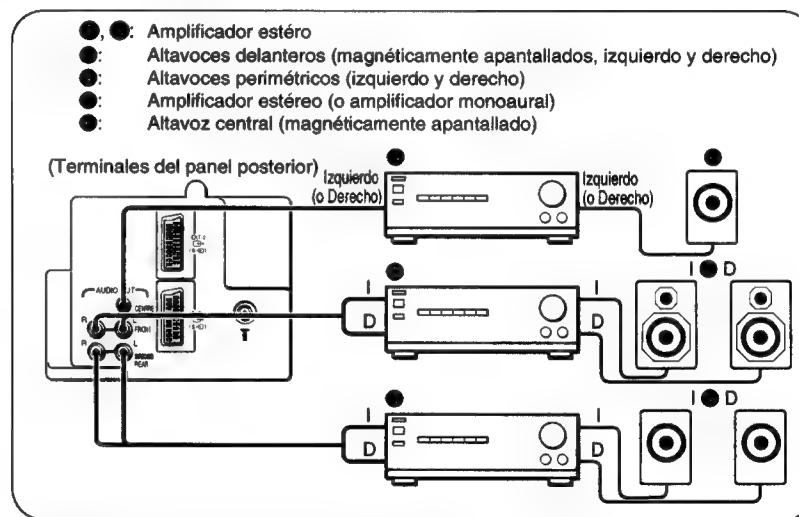 ●, ●: Amplificador estéro
●: Altavoces delanteros (magnéticamente apantallados, izquierdo y derecho)
●: Altavoces perimétricos (izquierdo y derecho)
●: Amplificador estéreo (o amplificador monoaural)
●: Altavoz central (magnéticamente apantallado)
(Terminales del panel posterior)
Izquierdo
(o Derecho)
Izquierdo
(o Derecho)
AUDIO
CENTRE
R L
FRONT
R L
REAR
I
D
I
D
I ● D
I
D
I
D
I ● D
T